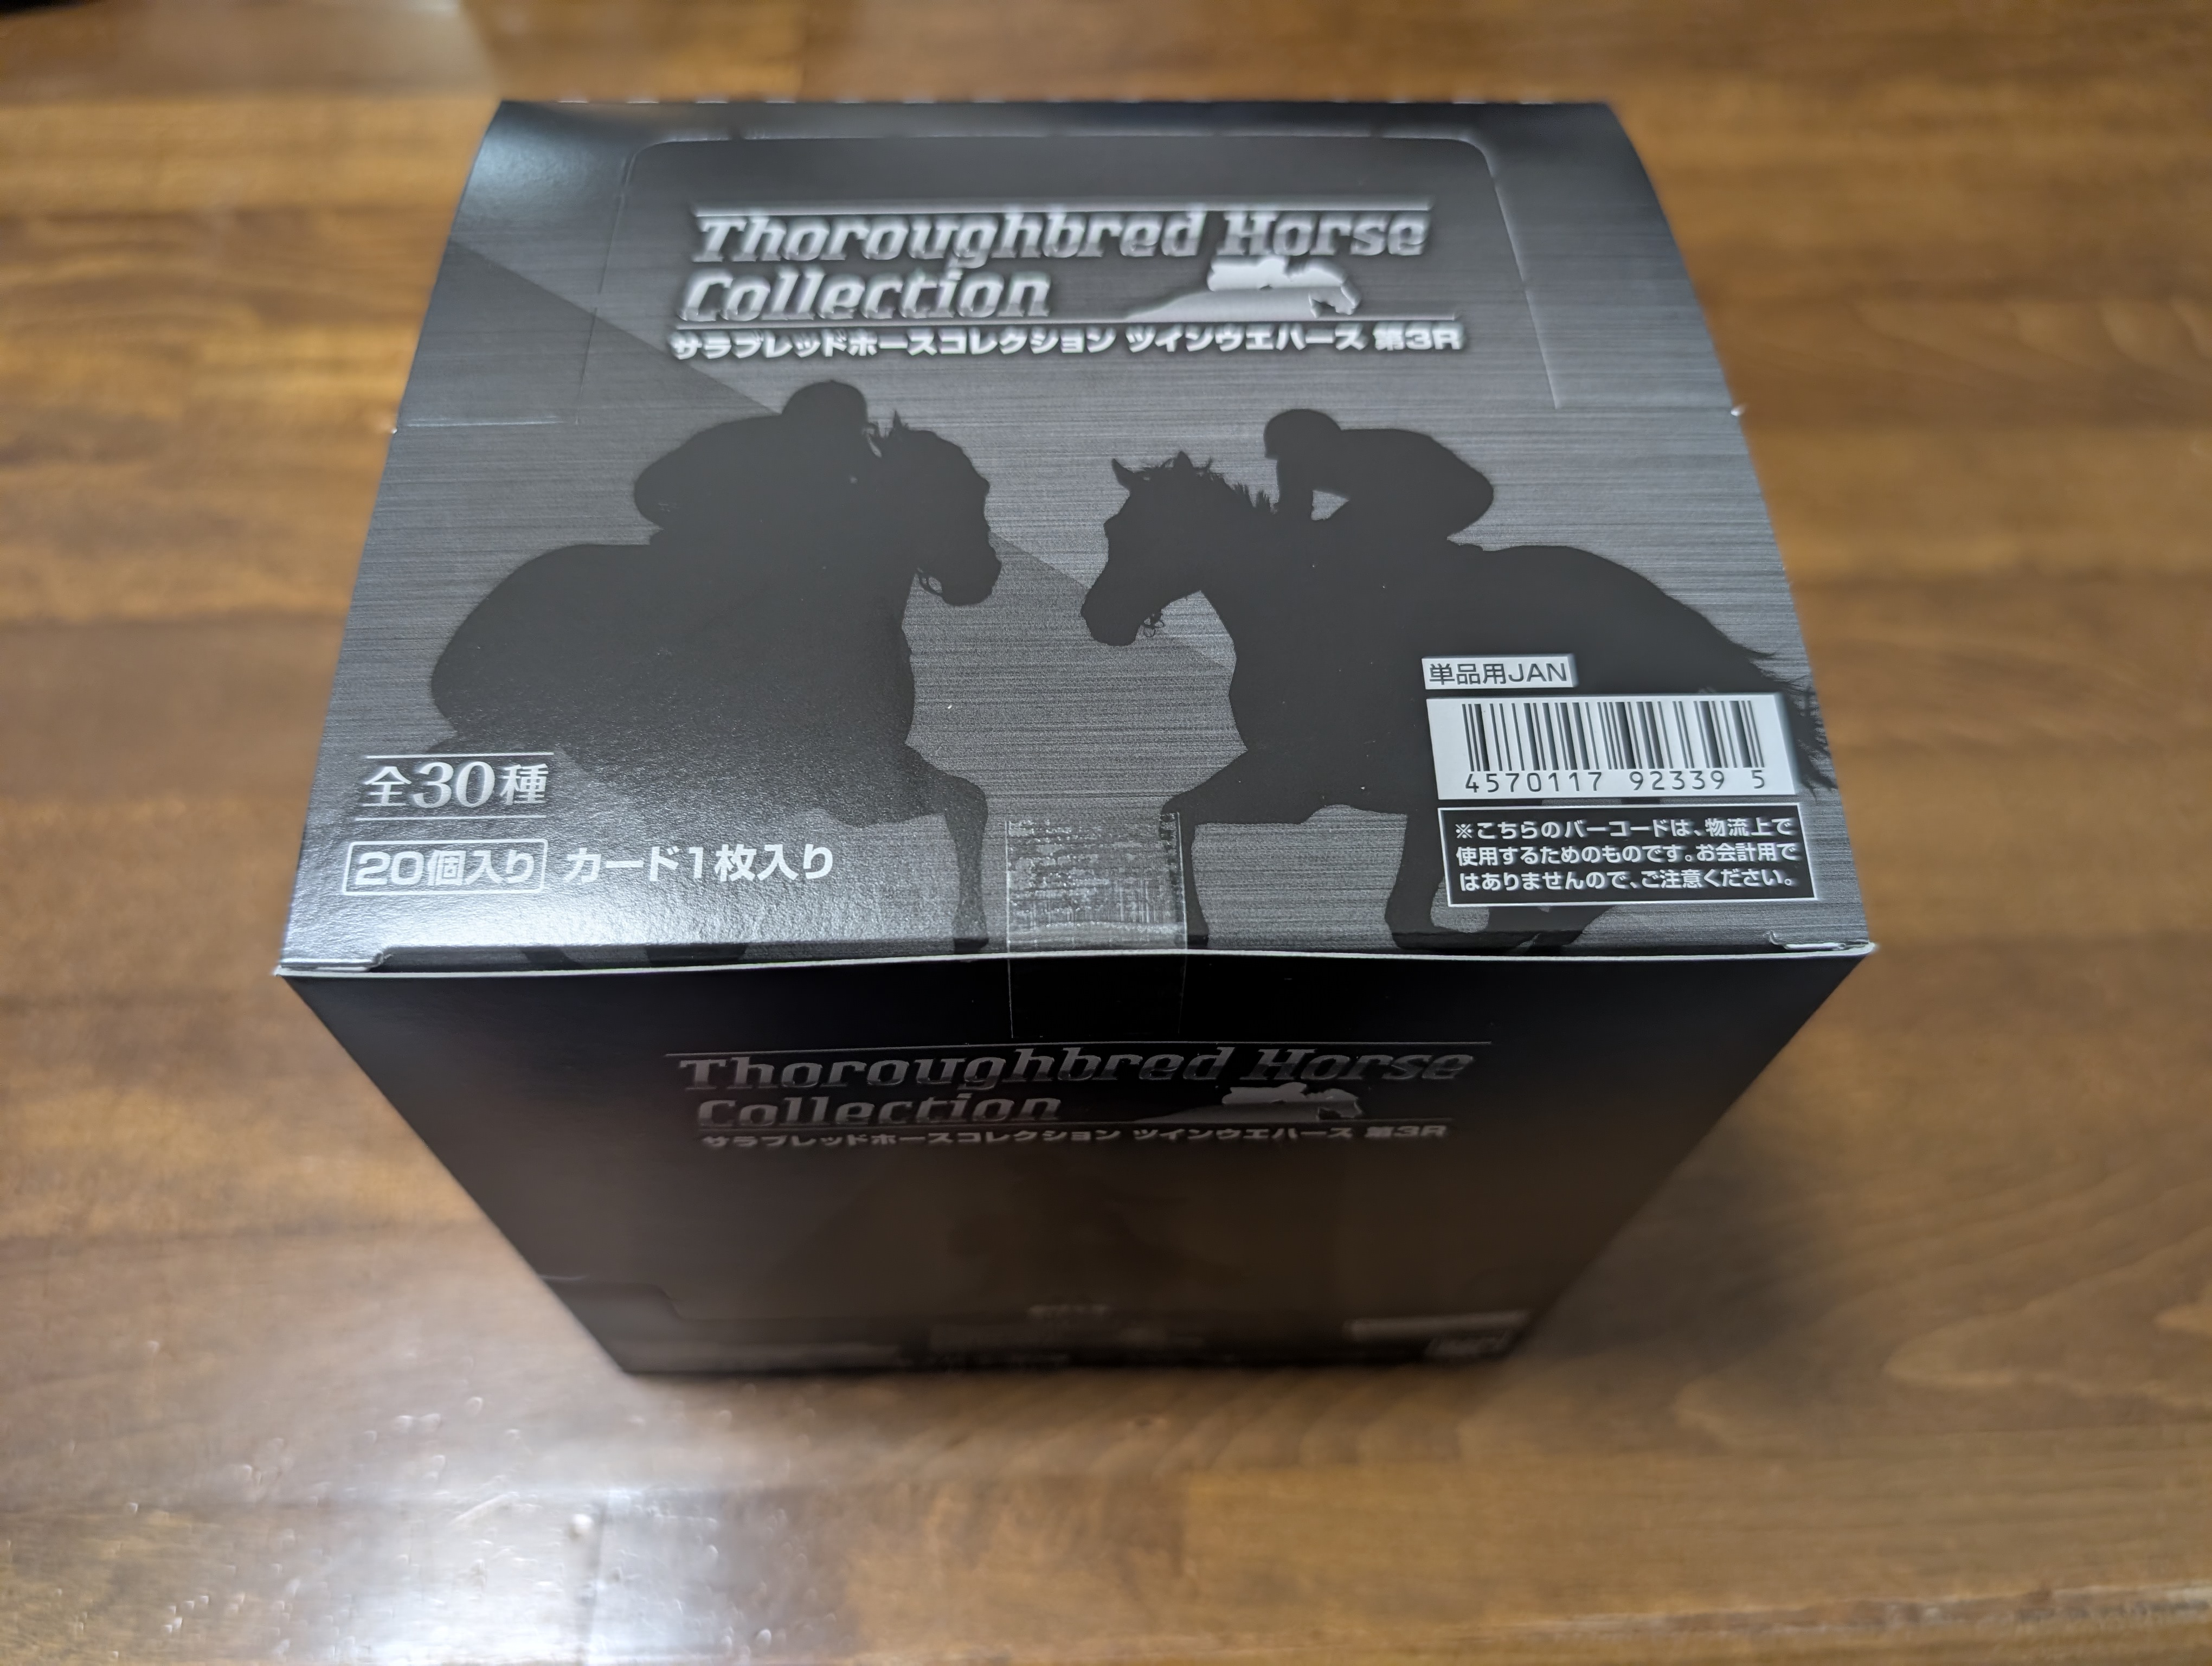 Thoroughbred Horse
Collection
サラブレッドホースコレクション ツインウエハース 第3R
単品用JAN
4570117 92339 5
※こちらのバーコードは、物流上で
使用するためのものです。お会計用で
はありませんので、ご注意ください。
全30種
20個入り カード1枚入り
Thoroughbred Horse
Collection
サラブレッドホースコレクション ツインウエハース 第3R